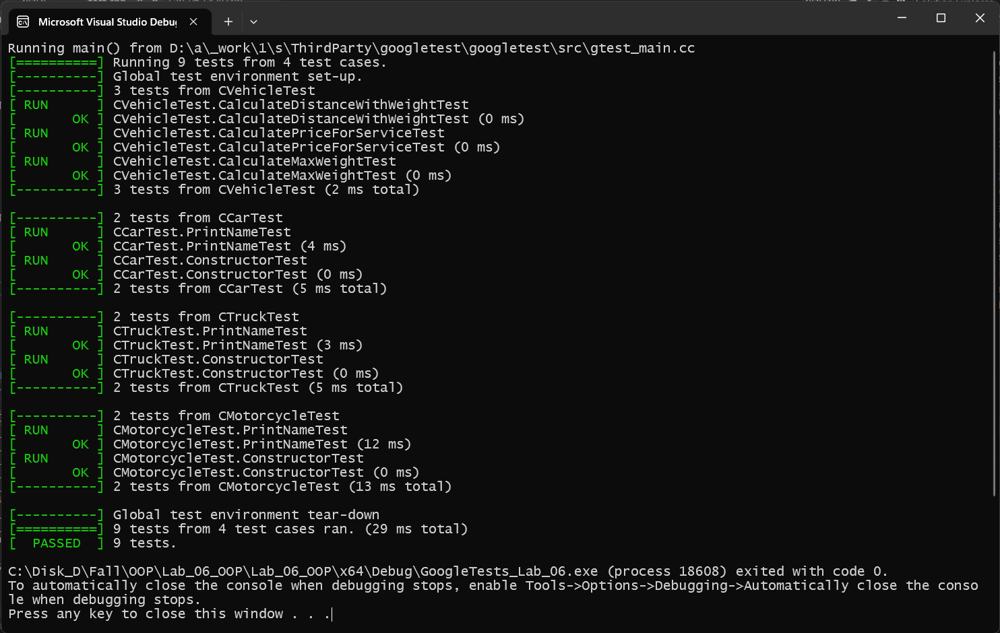 Microsoft Visual Studio Debug
Running main() from D:\a\_work\1\s\ThirdParty\googletest\googletest\src\gtest_main.cc
[==========] Running 9 tests from 4 test cases.
[----------] Global test environment set-up.
[----------] 3 tests from CVehicleTest
[ RUN      ] CVehicleTest.CalculateDistanceWithWeightTest
[       OK ] CVehicleTest.CalculateDistanceWithWeightTest (0 ms)
[ RUN      ] CVehicleTest.CalculatePriceForServiceTest
[       OK ] CVehicleTest.CalculatePriceForServiceTest (0 ms)
[ RUN      ] CVehicleTest.CalculateMaxWeightTest
[       OK ] CVehicleTest.CalculateMaxWeightTest (0 ms)
[----------] 3 tests from CVehicleTest (2 ms total)
[----------] 2 tests from CCarTest
[ RUN      ] CCarTest.PrintNameTest
[       OK ] CCarTest.PrintNameTest (4 ms)
[ RUN      ] CCarTest.ConstructorTest
[       OK ] CCarTest.ConstructorTest (0 ms)
[----------] 2 tests from CCarTest (5 ms total)
[----------] 2 tests from CTruckTest
[ RUN      ] CTruckTest.PrintNameTest
[       OK ] CTruckTest.PrintNameTest (3 ms)
[ RUN      ] CTruckTest.ConstructorTest
[       OK ] CTruckTest.ConstructorTest (0 ms)
[----------] 2 tests from CTruckTest (5 ms total)
[----------] 2 tests from CMotorcycleTest
[ RUN      ] CMotorcycleTest.PrintNameTest
[       OK ] CMotorcycleTest.PrintNameTest (12 ms)
[ RUN      ] CMotorcycleTest.ConstructorTest
[       OK ] CMotorcycleTest.ConstructorTest (0 ms)
[----------] 2 tests from CMotorcycleTest (13 ms total)
[----------] Global test environment tear-down
[==========] 9 tests from 4 test cases ran. (29 ms total)
[  PASSED  ] 9 tests.
C:\Disk_D\Fall\OOP\Lab_06_OOP\Lab_06_OOP\x64\Debug\GoogleTests_Lab_06.exe (process 18608) exited with code 0.
To automatically close the console when debugging stops, enable Tools->Options->Debugging->Automatically close the conso
le when debugging stops.
Press any key to close this window . . .